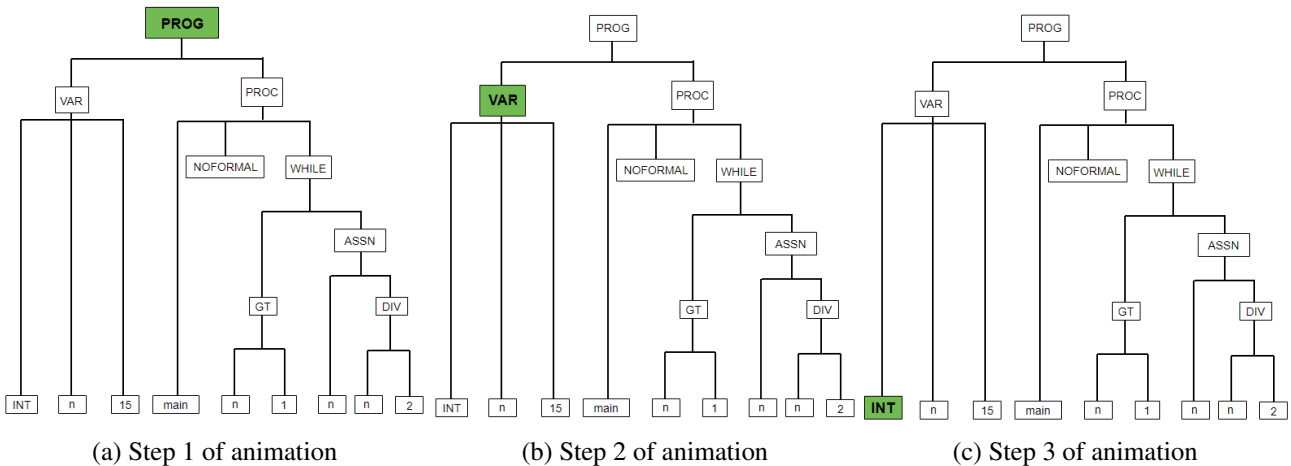 PROG
VAR
PROC
NOFORMAL
WHILE
ASSN
GT
DIV
INT n 15 main n 1 n n 2
(a) Step 1 of animation
PROG
VAR
PROC
NOFORMAL
WHILE
ASSN
GT
DIV
INT n 15 main n 1 n n 2
(b) Step 2 of animation
PROG
VAR
PROC
NOFORMAL
WHILE
ASSN
GT
DIV
INT n 15 main n 1 n n 2
(c) Step 3 of animation